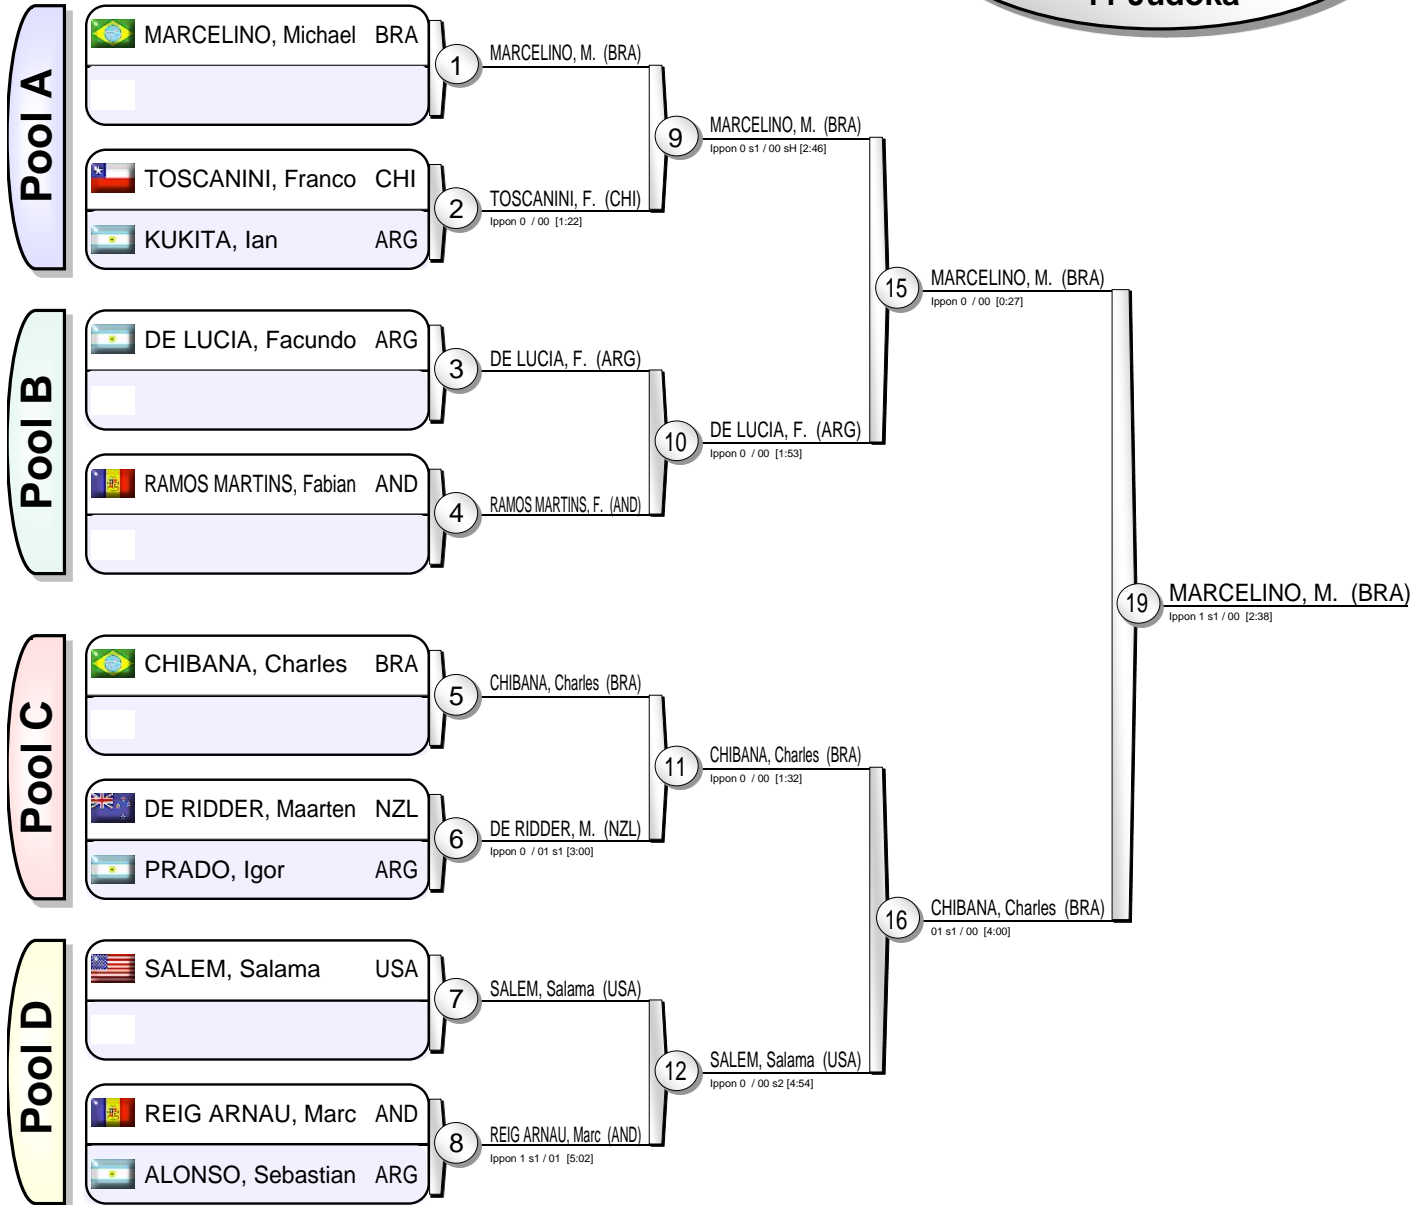 11 Judoka
Pool A
MARCELINO, Michael BRA
TOSCANINI, Franco CHI
KUKITA, Ian ARG
1
MARCELINO, M. (BRA)
2
TOSCANINI, F. (CHI)
Ippon 0 / 00 [1:22]
9
MARCELINO, M. (BRA)
Ippon 0 s1 / 00 sH [2:46]
Pool B
DE LUCIA, Facundo ARG
RAMOS MARTINS, Fabian AND
3
DE LUCIA, F. (ARG)
4
RAMOS MARTINS, F. (AND)
10
DE LUCIA, F. (ARG)
Ippon 0 / 00 [1:53]
15
MARCELINO, M. (BRA)
Ippon 0 / 00 [0:27]
Pool C
CHIBANA, Charles BRA
DE RIDDER, Maarten NZL
PRADO, Igor ARG
5
CHIBANA, Charles (BRA)
6
DE RIDDER, M. (NZL)
Ippon 0 / 01 s1 [3:00]
11
CHIBANA, Charles (BRA)
Ippon 0 / 00 [1:32]
Pool D
SALEM, Salama USA
REIG ARNAU, Marc AND
ALONSO, Sebastian ARG
7
SALEM, Salama (USA)
8
REIG ARNAU, Marc (AND)
Ippon 1 s1 / 01 [5:02]
12
SALEM, Salama (USA)
Ippon 0 / 00 s2 [4:54]
16
CHIBANA, Charles (BRA)
01 s1 / 00 [4:00]
19
MARCELINO, M. (BRA)
Ippon 1 s1 / 00 [2:38]